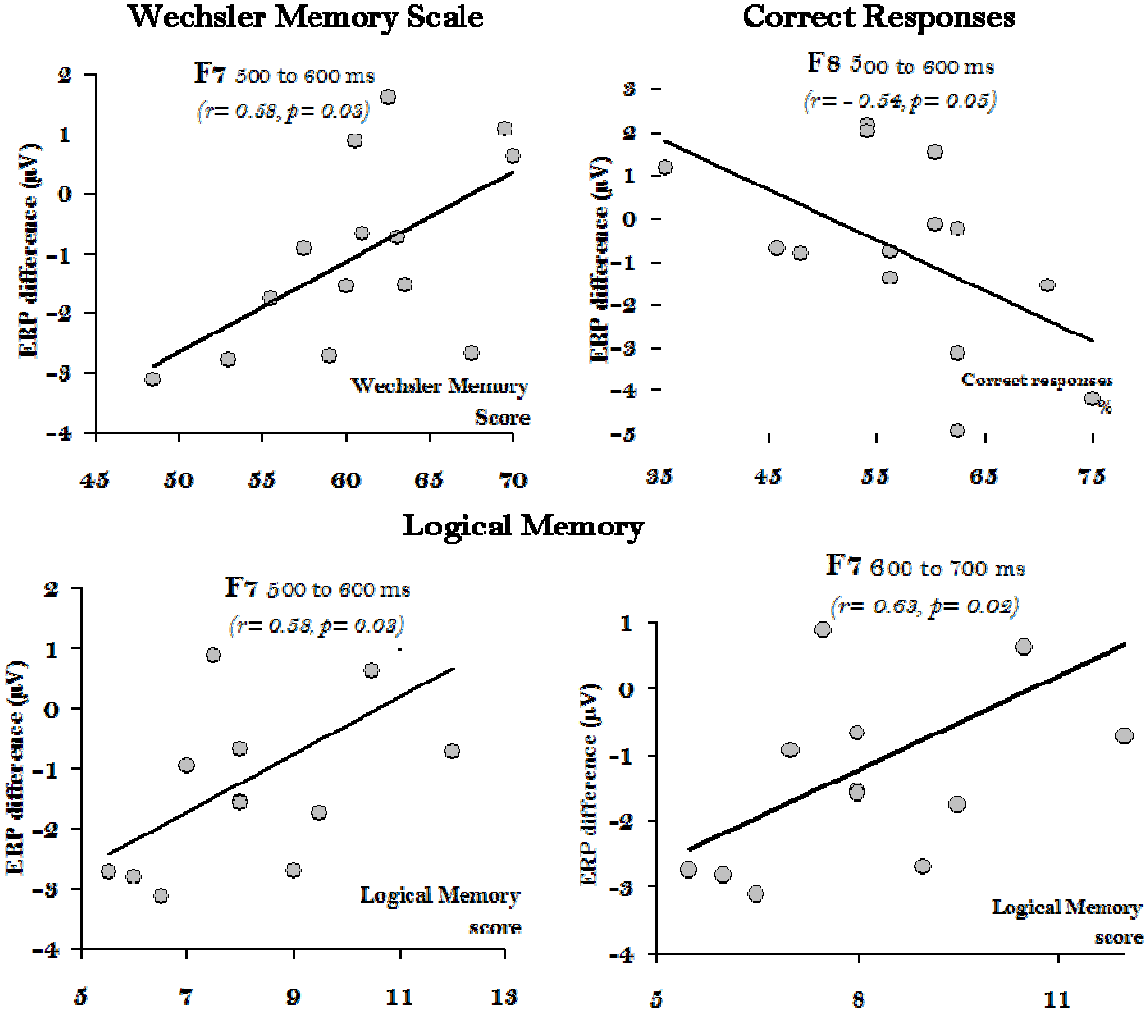 Wechsler Memory Scale
Correct Responses
F7 500 to 600 ms
(r= 0.58, p= 0.03)
2
1
0
-1
-2
-3
-4
ERP difference (µV)
Wechsler Memory
Score
45 50 55 60 65 70
F8 500 to 600 ms
(r= - 0.54, p= 0.05)
3
2
1
0
-1
-2
-3
-4
-5
ERP difference (µV)
Correct responses
%
35 45 55 65 75
Logical Memory
F7 500 to 600 ms
(r= 0.58, p= 0.03)
2
1
0
-1
-2
-3
-4
ERP difference (µV)
Logical Memory
score
5 7 9 11 13
F7 600 to 700 ms
(r= 0.63, p= 0.02)
1
0
-1
-2
-3
-4
ERP difference (µV)
Logical Memory
score
5 8 11